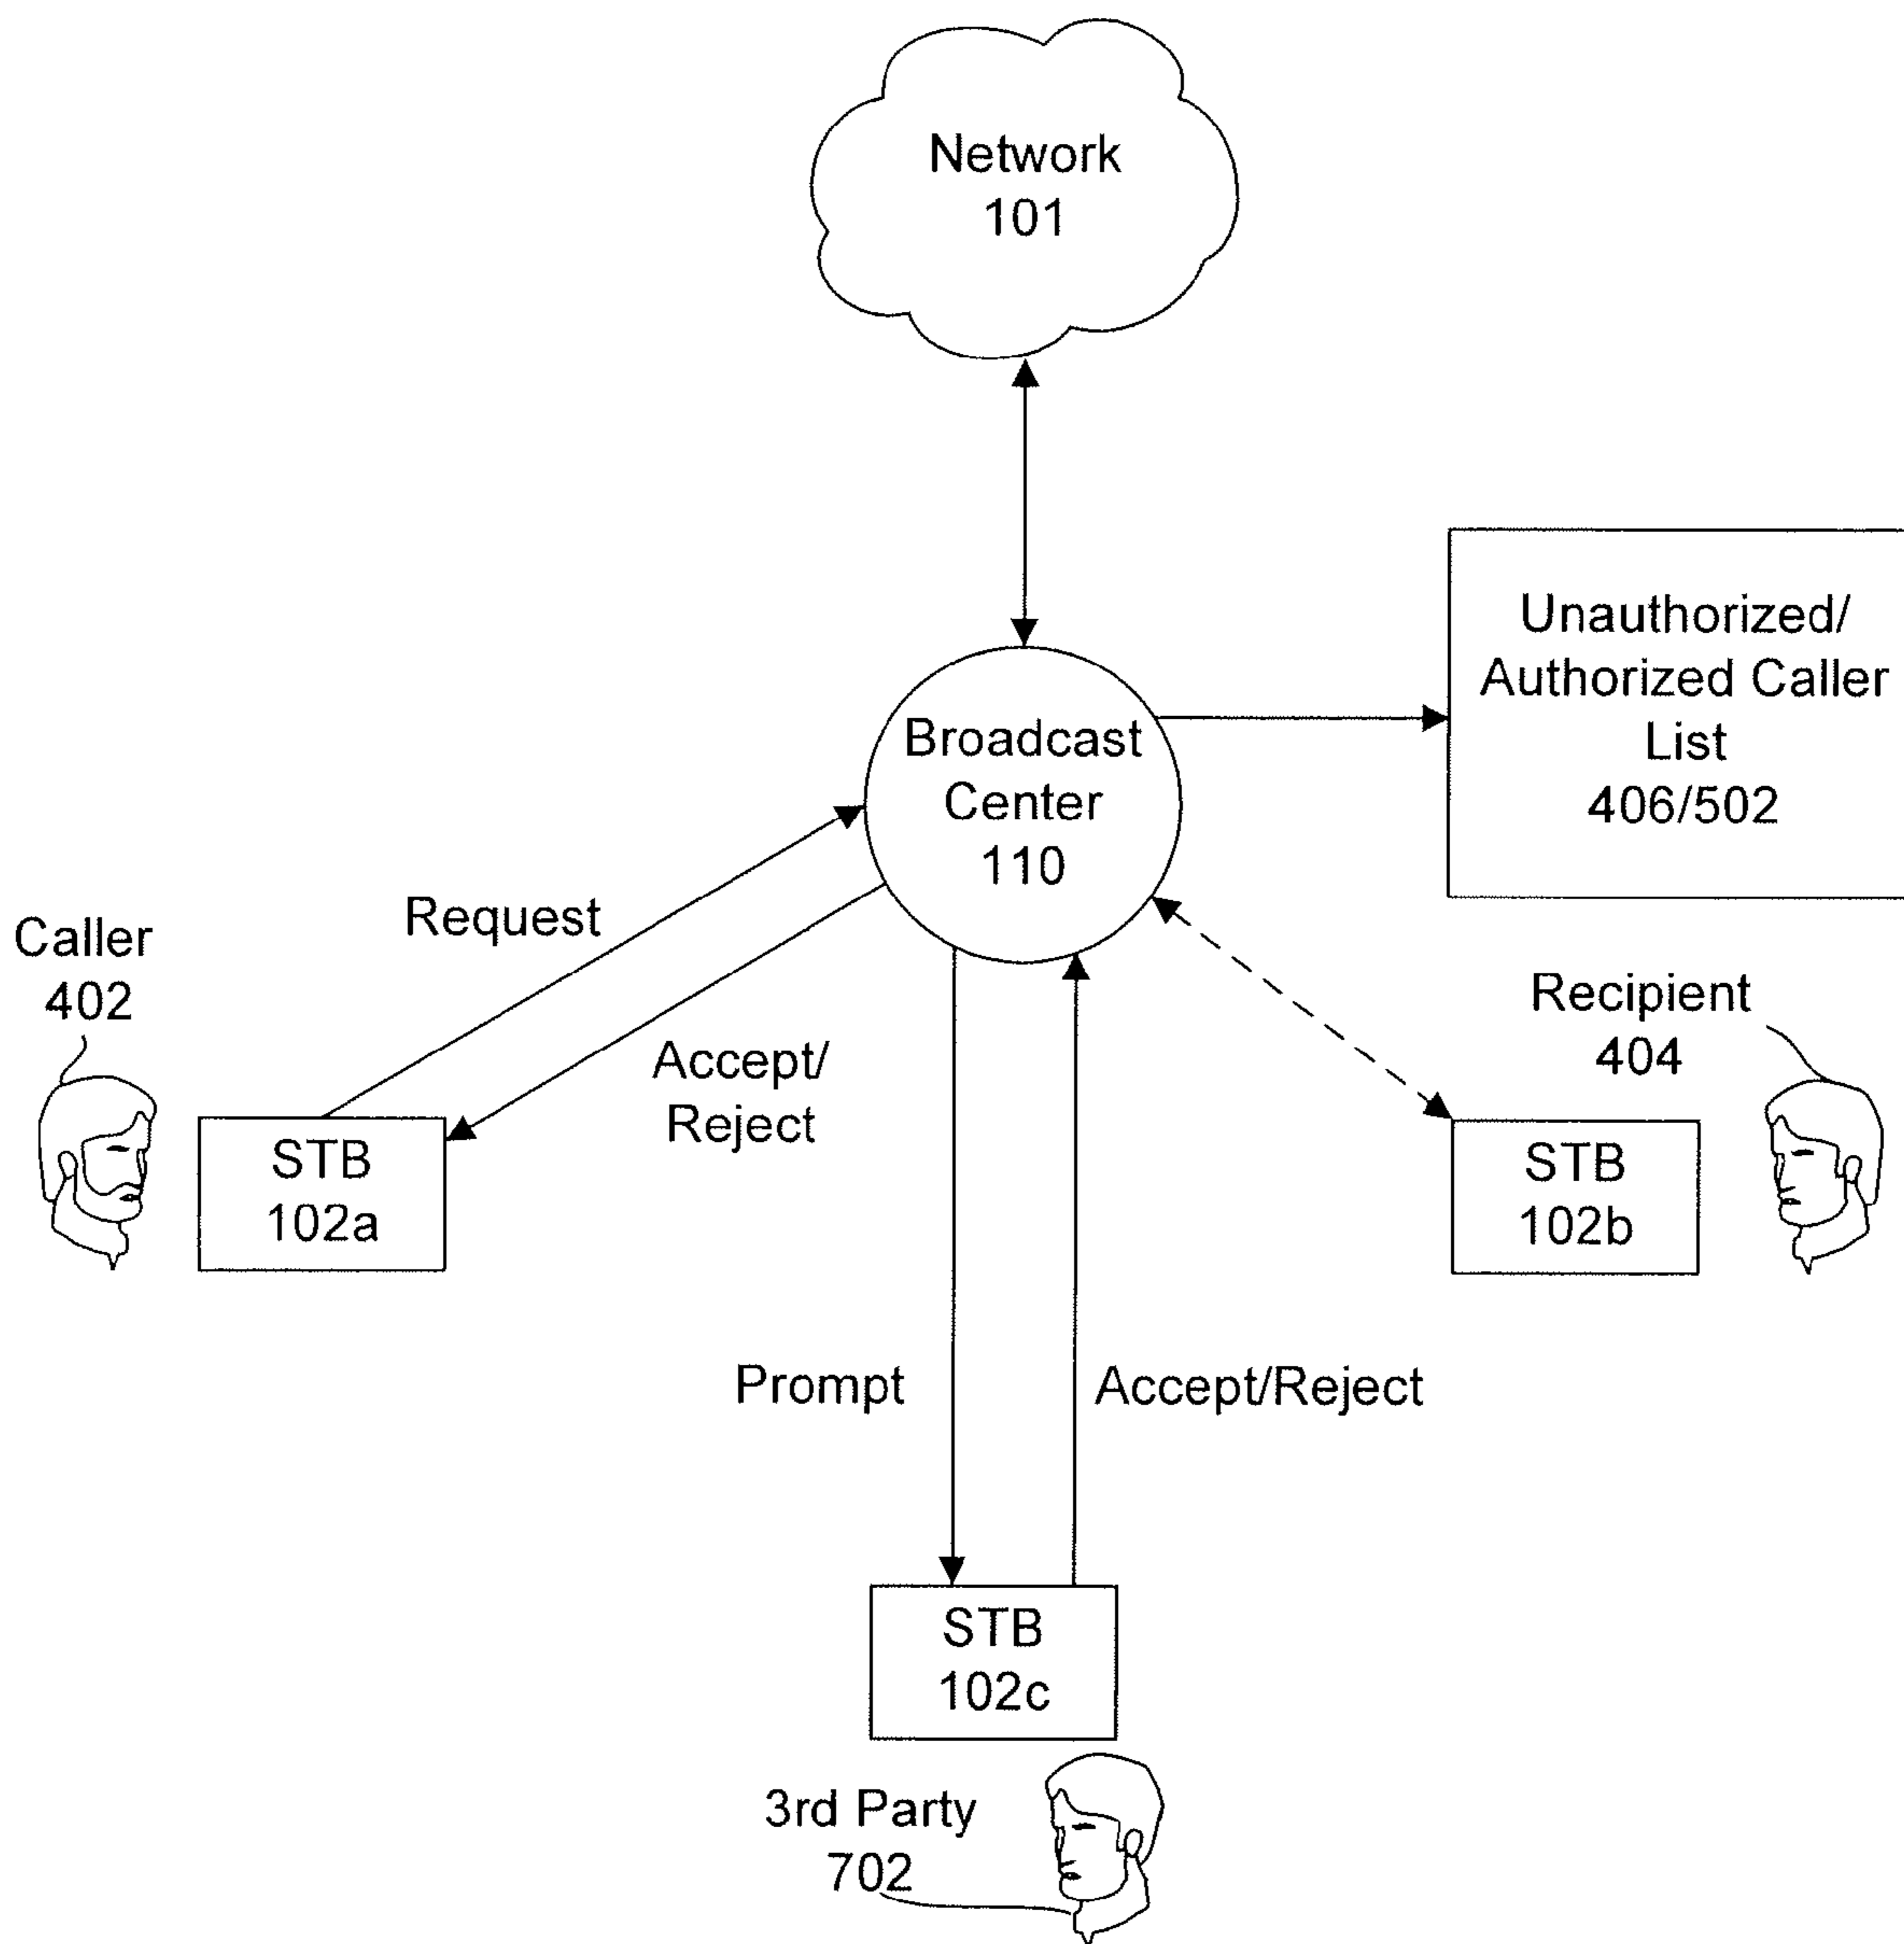 Network
101
Unauthorized/
Authorized Caller
List
406/502
Broadcast
Center
110
Request
Caller
402
Accept/
Reject
Recipient
404
STB
102a
STB
102b
Prompt
Accept/Reject
STB
102c
3rd Party
702